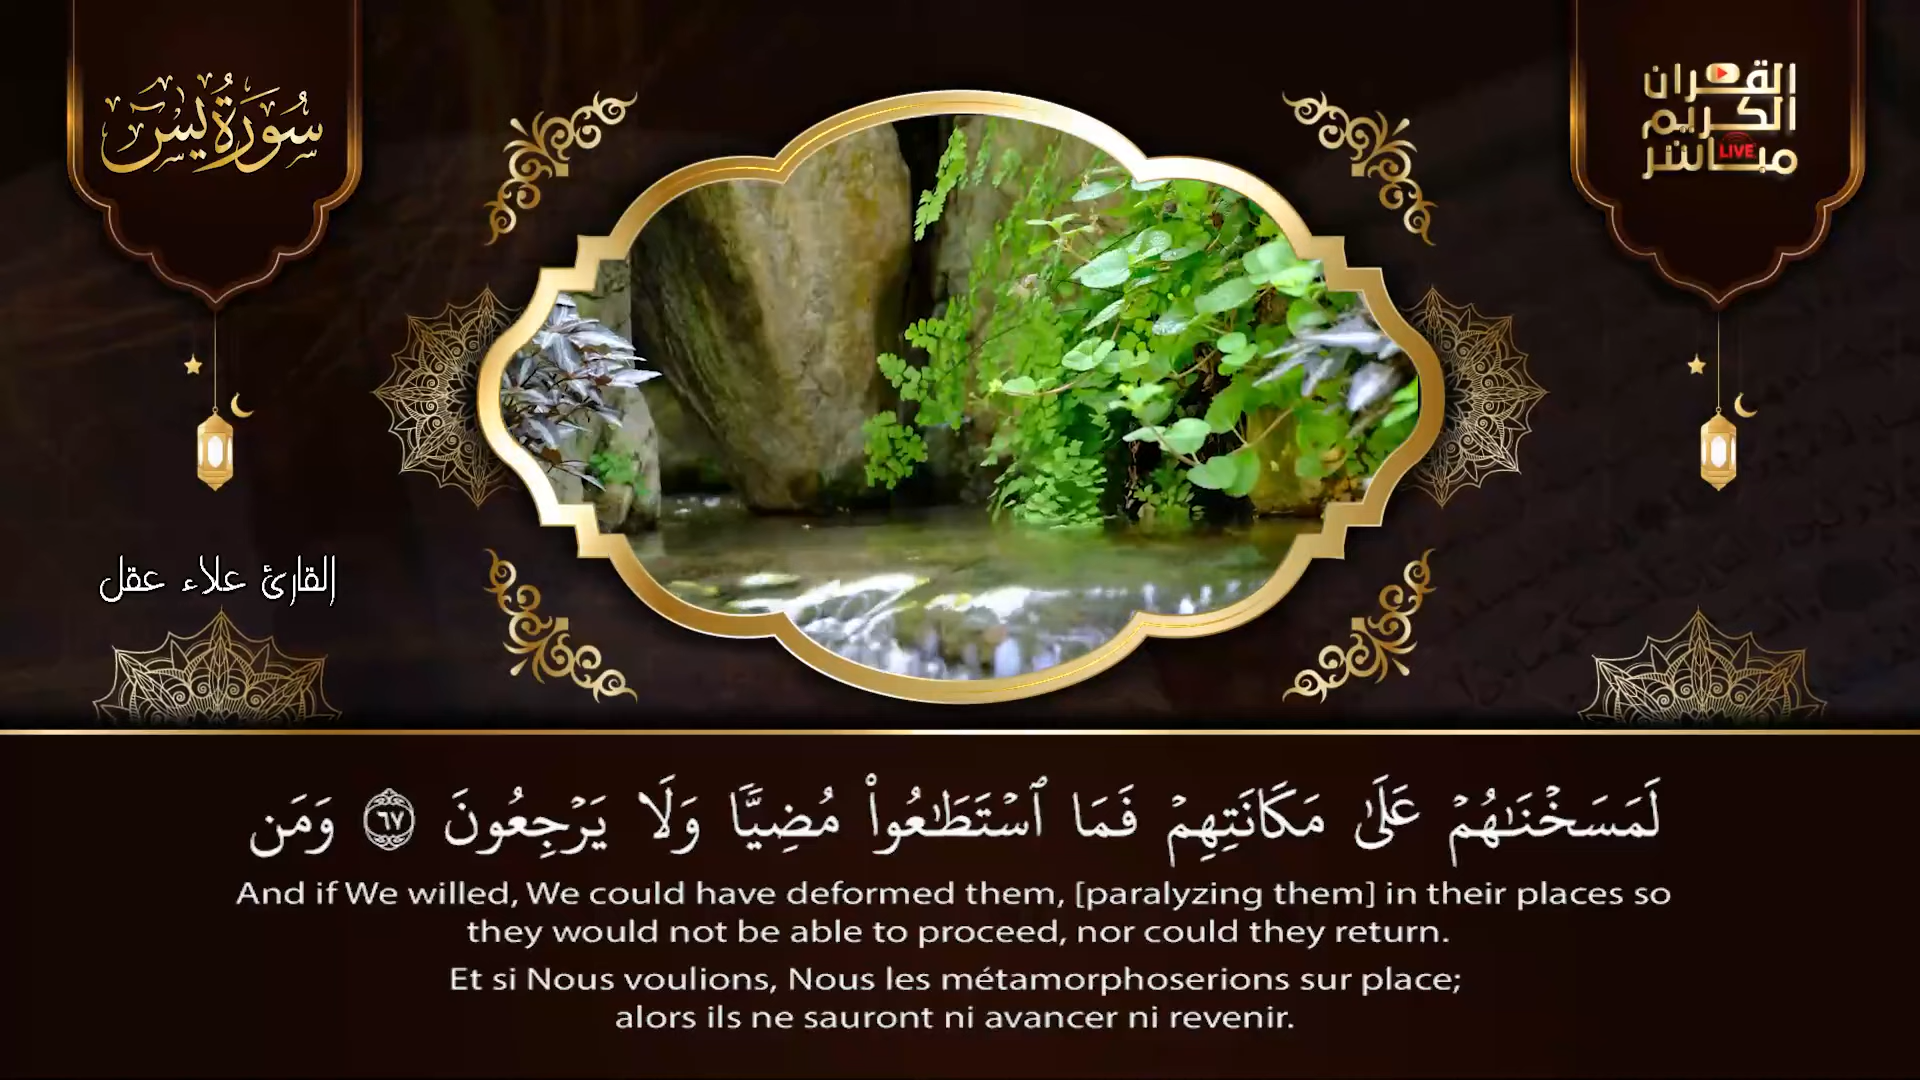 سُورَةُ يسٓ
القرآن
الكريم
مباشر
LIVE
القارئ علاء عقل
لَمَسَخْنَـٰهُمْ عَلَىٰ مَكَانَتِهِمْ فَمَا ٱسْتَطَـٰعُوا۟ مُضِيًّا وَلَا يَرْجِعُونَ ٦٧ وَمَن
And if We willed, We could have deformed them, [paralyzing them] in their places so
they would not be able to proceed, nor could they return.
Et si Nous voulions, Nous les métamorphoserions sur place;
alors ils ne sauront ni avancer ni revenir.